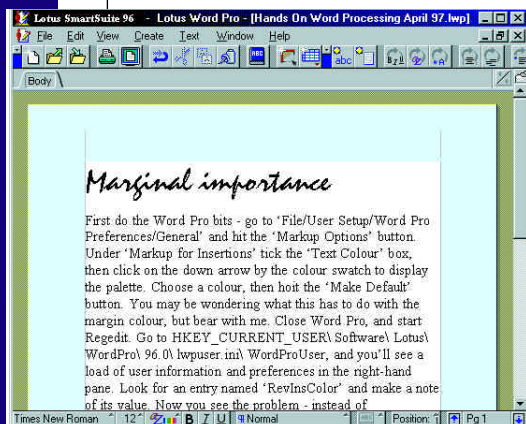 Lotus SmartSuite 96 - Lotus Word Pro - [Hands On Word Processing April 97.lwp]
File Edit View Create Text Window Help
Body
Marginal importance
First do the Word Pro bits - go to 'File/User Setup/Word Pro
Preferences/General' and hit the 'Markup Options' button.
Under 'Markup for Insertions' tick the 'Text Colour' box,
then click on the down arrow by the colour swatch to display
the palette. Choose a colour, then hoit the 'Make Default'
button. You may be wondering what this has to do with the
margin colour, but bear with me. Close Word Pro, and start
Regedit. Go to HKEY_CURRENT_USER\ Software\ Lotus\
WordPro\ 96.0\ lwpuser.ini\ WordProUser, and you'll see a
load of user information and preferences in the right-hand
pane. Look for an entry named 'RevInsColor' and make a note
of its value. Now you see the problem - instead of
Times New Roman 12 B I U Normal Position: Pg 1